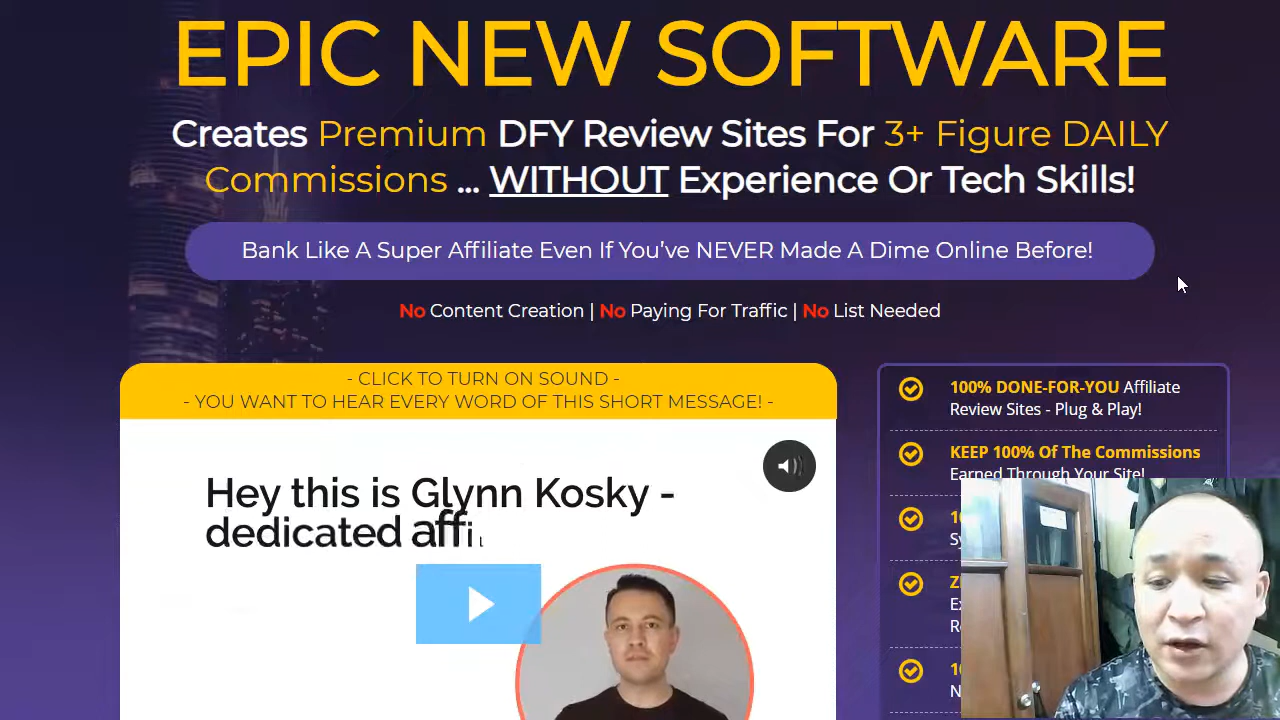 EPIC NEW SOFTWARE
Creates Premium DFY Review Sites For 3+ Figure DAILY
Commissions ... WITHOUT Experience Or Tech Skills!
Bank Like A Super Affiliate Even If You've NEVER Made A Dime Online Before!
No Content Creation | No Paying For Traffic | No List Needed
- CLICK TO TURN ON SOUND -
- YOU WANT TO HEAR EVERY WORD OF THIS SHORT MESSAGE! -
Hey this is Glynn Kosky -
dedicated affil
100% DONE-FOR-YOU Affiliate
Review Sites - Plug & Play!
KEEP 100% Of The Commissions
Earned Through Your Site!